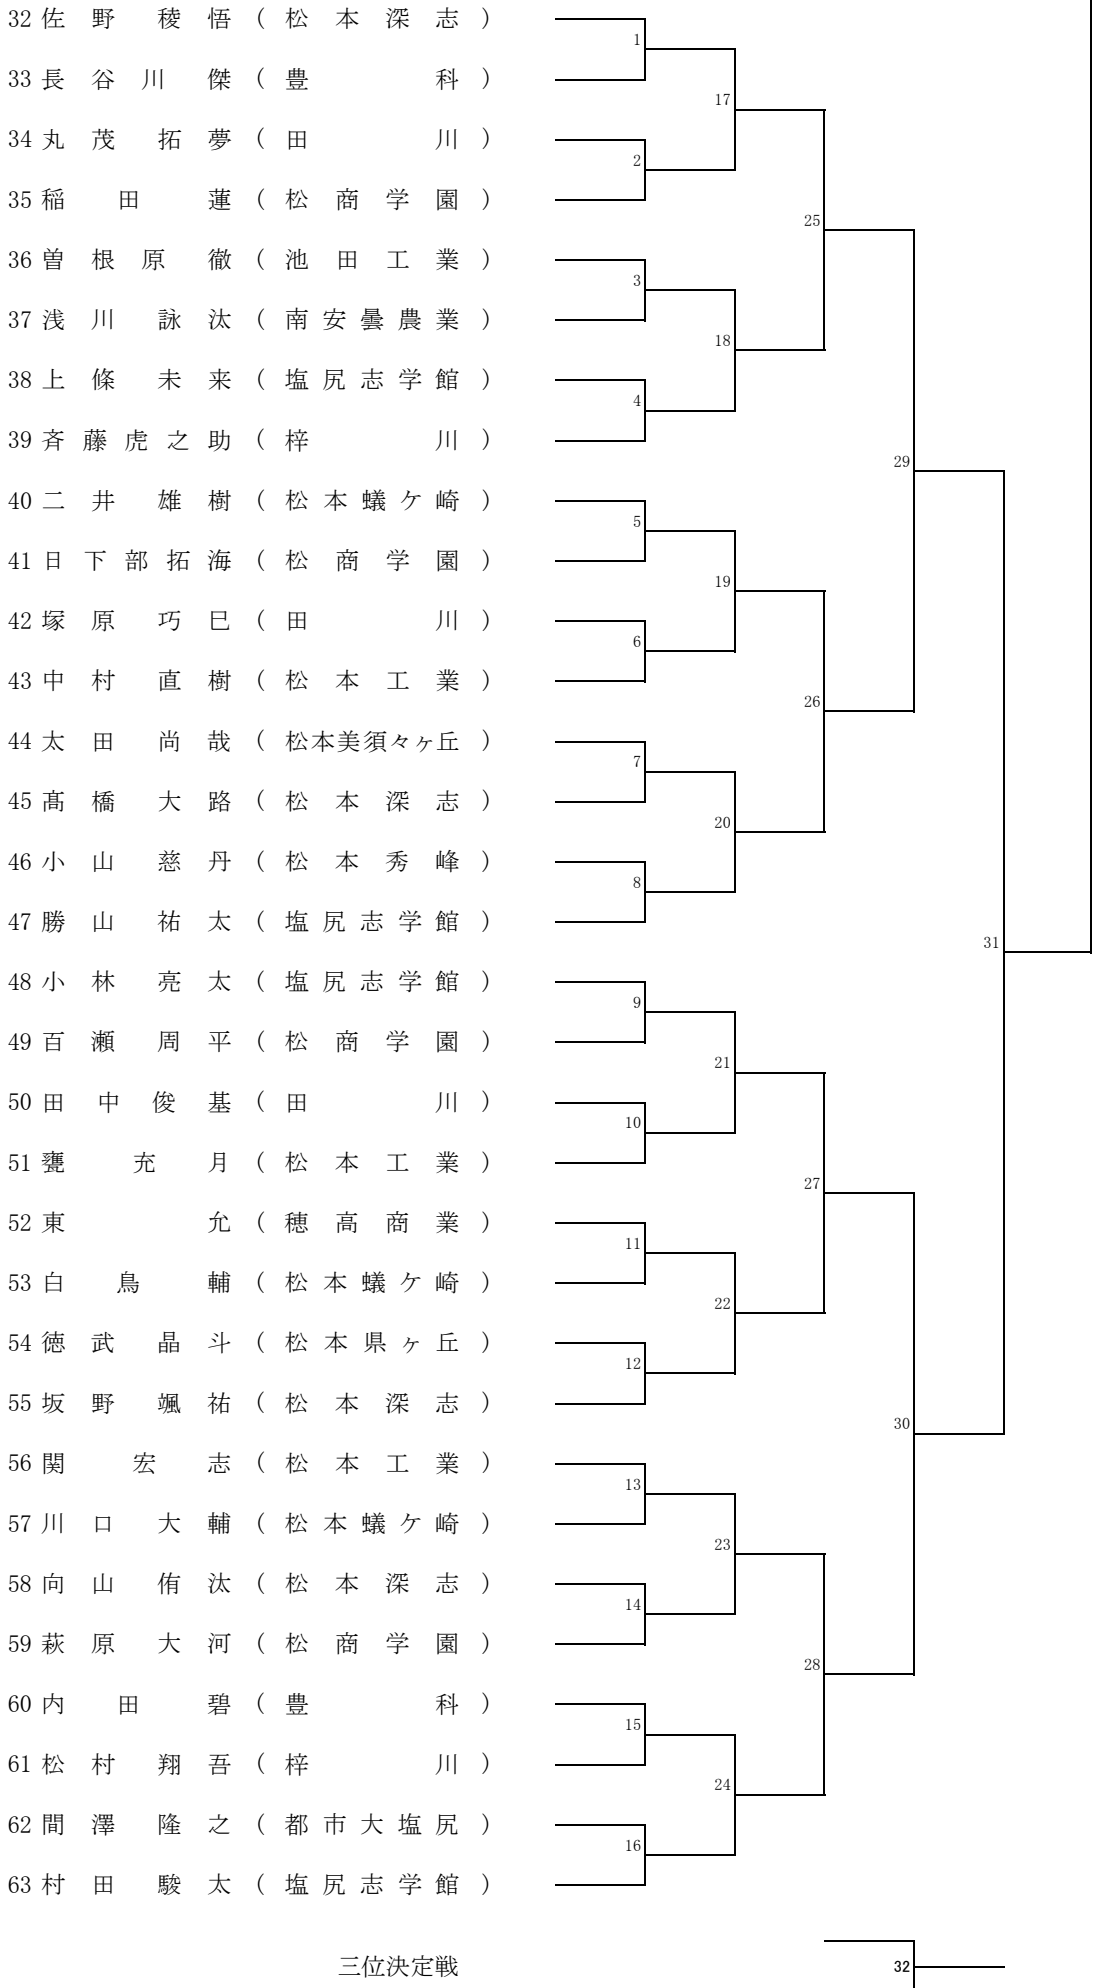 32 佐野 稜悟 (松本深志)
1
33 長谷川 傑 (豊科)
17
34 丸茂 拓夢 (田川)
2
35 稲田 蓮 (松商学園)
25
36 曽根原 徹 (池田工業)
3
37 浅川 詠汰 (南安曇農業)
18
38 上條 未来 (塩尻志学館)
4
39 斉藤虎之助 (梓川)
29
40 二井 雄樹 (松本蟻ケ崎)
5
41 日下部拓海 (松商学園)
19
42 塚原 巧巳 (田川)
6
43 中村 直樹 (松本工業)
26
44 太田 尚哉 (松本美須々ヶ丘)
7
45 髙橋 大路 (松本深志)
20
46 小山 慈丹 (松本秀峰)
8
47 勝山 祐太 (塩尻志学館)
31
48 小林 亮太 (塩尻志学館)
9
49 百瀬 周平 (松商学園)
21
50 田中俊基 (田川)
10
51 甕 充月 (松本工業)
27
52 東 允 (穂高商業)
11
53 白鳥 輔 (松本蟻ケ崎)
22
54 徳武 晶斗 (松本県ヶ丘)
12
55 坂野 颯祐 (松本深志)
30
56 関 宏志 (松本工業)
13
57 川口 大輔 (松本蟻ケ崎)
23
58 向山 侑汰 (松本深志)
14
59 萩原 大河 (松商学園)
28
60 内田 碧 (豊科)
15
61 松村 翔吾 (梓川)
24
62 間澤 隆之 (都市大塩尻)
16
63 村田 駿太 (塩尻志学館)
三位決定戦
32